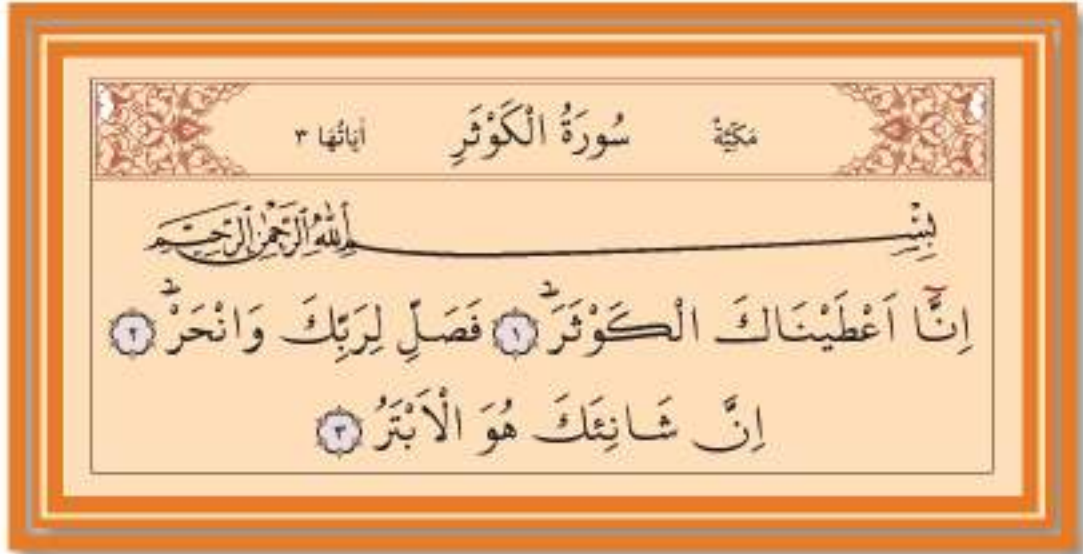 مَكِّيَّةٌ سُورَةُ الْكَوْثَرِ اٰيَاتُهَا ٣
بِسْمِ اللّٰهِ الرَّحْمٰنِ الرَّحٖيمِ
اِنَّٓا اَعْطَيْنَاكَ الْكَوْثَرَۜ ﴿١﴾ فَصَلِّ لِرَبِّكَ وَانْحَرْۜ ﴿٢﴾
اِنَّ شَانِئَكَ هُوَ الْاَبْتَرُ ﴿٣﴾